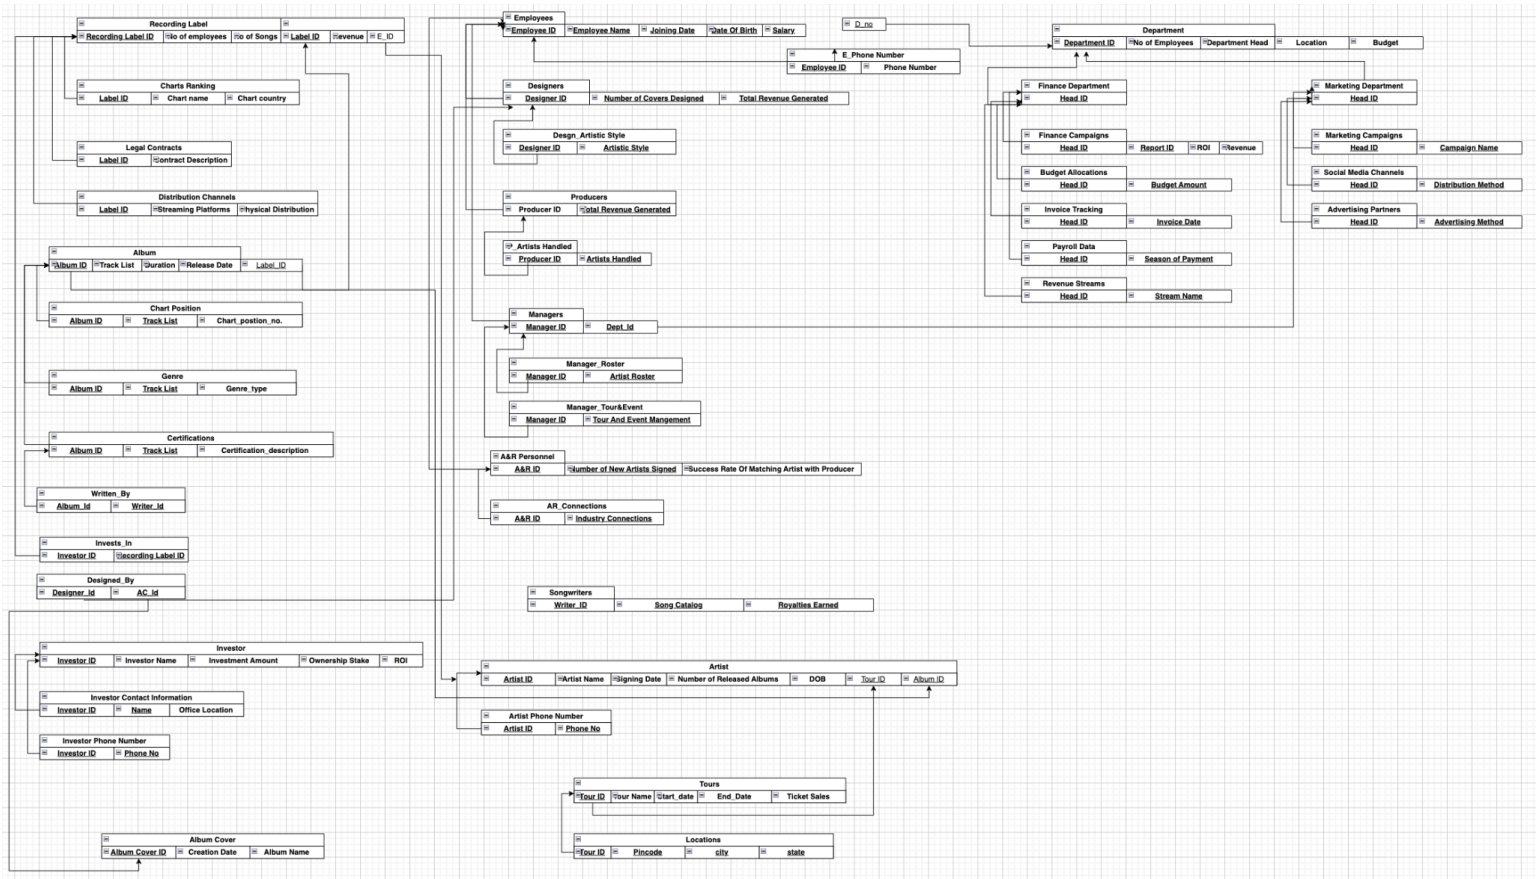 Recording Label
Recording Label ID No of employees No of Songs Label ID Revenue E_ID
Charts Ranking
Label ID Chart name Chart country
Legal Contracts
Label ID Contract Description
Distribution Channels
Label ID Streaming Platforms Physical Distribution
Album
Album ID Track List Duration Release Date Label_ID
Chart Position
Album ID Track List Chart_postion_no.
Genre
Album ID Track List Genre_type
Certifications
Album ID Track List Certification_description
Written_By
Album_Id Writer_Id
Invests_In
Investor ID Recording Label ID
Designed_By
Designer_Id AC_Id
Investor
Investor ID Investor Name Investment Amount Ownership Stake ROI
Investor Contact Information
Investor ID Name Office Location
Investor Phone Number
Investor ID Phone No
Album Cover
Album Cover ID Creation Date Album Name
Employees
Employee ID Employee Name Joining Date Date Of Birth Salary
D_no
E_Phone Number
Employee ID Phone Number
Designers
Designer ID Number of Covers Designed Total Revenue Generated
Desgn_Artistic Style
Designer ID Artistic Style
Producers
Producer ID Total Revenue Generated
P_Artists Handled
Producer ID Artists Handled
Managers
Manager ID Dept_Id
Manager_Roster
Manager ID Artist Roster
Manager_Tour&Event
Manager ID Tour And Event Mangement
A&R Personnel
A&R ID Number of New Artists Signed Success Rate Of Matching Artist with Producer
AR_Connections
A&R ID Industry Connections
Songwriters
Writer_ID Song Catalog Royalties Earned
Artist
Artist ID Artist Name Signing Date Number of Released Albums DOB Tour ID Album ID
Artist Phone Number
Artist ID Phone No
Tours
Tour ID Tour Name Start_date End_Date Ticket Sales
Locations
Tour ID Pincode city state
Department
Department ID No of Employees Department Head Location Budget
Finance Department
Head ID
Finance Campaigns
Head ID Report ID ROI Revenue
Budget Allocations
Head ID Budget Amount
Invoice Tracking
Head ID Invoice Date
Payroll Data
Head ID Season of Payment
Revenue Streams
Head ID Stream Name
Marketing Department
Head ID
Marketing Campaigns
Head ID Campaign Name
Social Media Channels
Head ID Distribution Method
Advertising Partners
Head ID Advertising Method